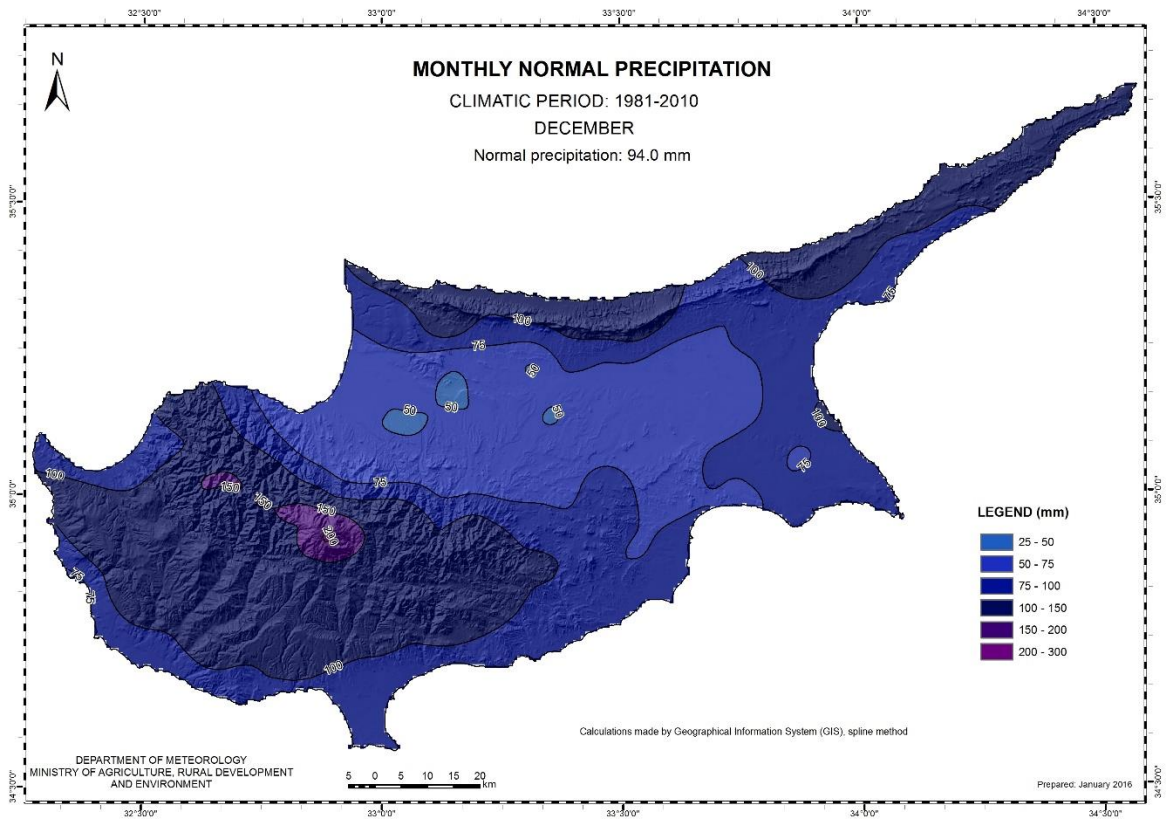 32°30'0"
33°0'0"
33°30'0"
34°0'0"
34°30'0"
N
MONTHLY NORMAL PRECIPITATION
CLIMATIC PERIOD: 1981-2010
DECEMBER
Normal precipitation: 94.0 mm
35°30'0"
35°30'0"
100
75
100
100
75
50
50
50
50
100
75
100
75
35°0'0"
35°0'0"
150
150
150
200
75
75
100
LEGEND (mm)
25 - 50
50 - 75
75 - 100
100 - 150
150 - 200
200 - 300
Calculations made by Geographical Information System (GIS), spline method
DEPARTMENT OF METEOROLOGY
MINISTRY OF AGRICULTURE, RURAL DEVELOPMENT
AND ENVIRONMENT
5 0 5 10 15 20
km
Prepared: January 2016
34°30'0"
34°30'0"
32°30'0"
33°0'0"
33°30'0"
34°0'0"
34°30'0"